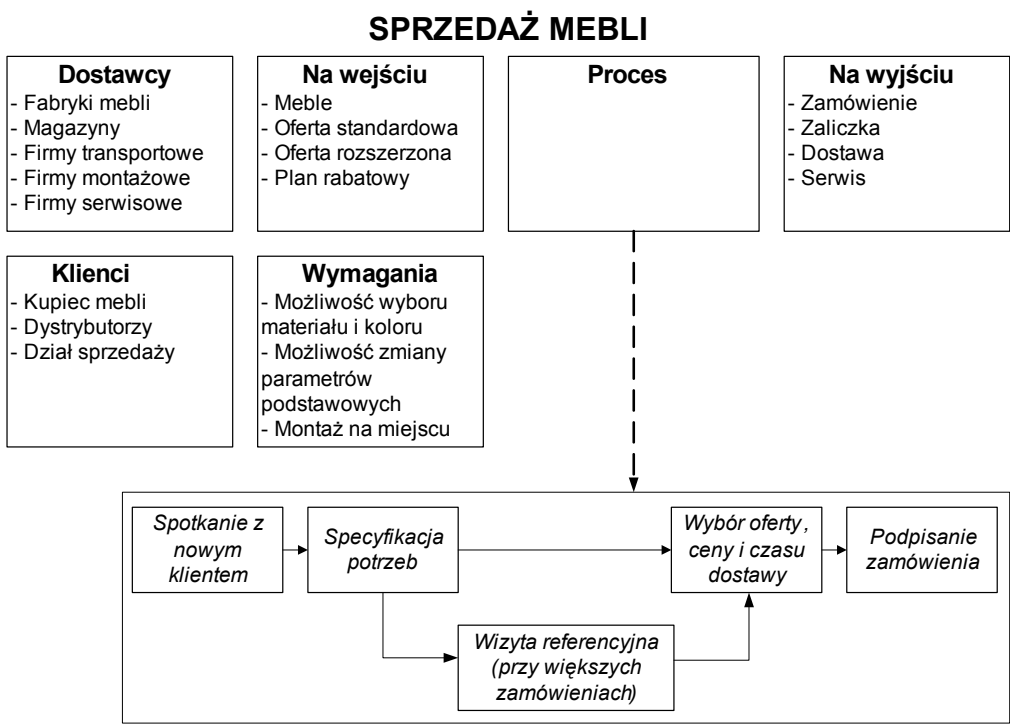 SPRZEDAŻ MEBLI
Dostawcy
- Fabryki mebli
- Magazyny
- Firmy transportowe
- Firmy montażowe
- Firmy serwisowe
Na wejściu
- Meble
- Oferta standardowa
- Oferta rozszerzona
- Plan rabatowy
Proces
Na wyjściu
- Zamówienie
- Zaliczka
- Dostawa
- Serwis
Klienci
- Kupiec mebli
- Dystrybutorzy
- Dział sprzedaży
Wymagania
- Możliwość wyboru
materiału i koloru
- Możliwość zmiany
parametrów
podstawowych
- Montaż na miejscu
Spotkanie z
nowym
klientem
Specyfikacja
potrzeb
Wybór oferty,
ceny i czasu
dostawy
Podpisanie
zamówienia
Wizyta referencyjna
(przy większych
zamówieniach)